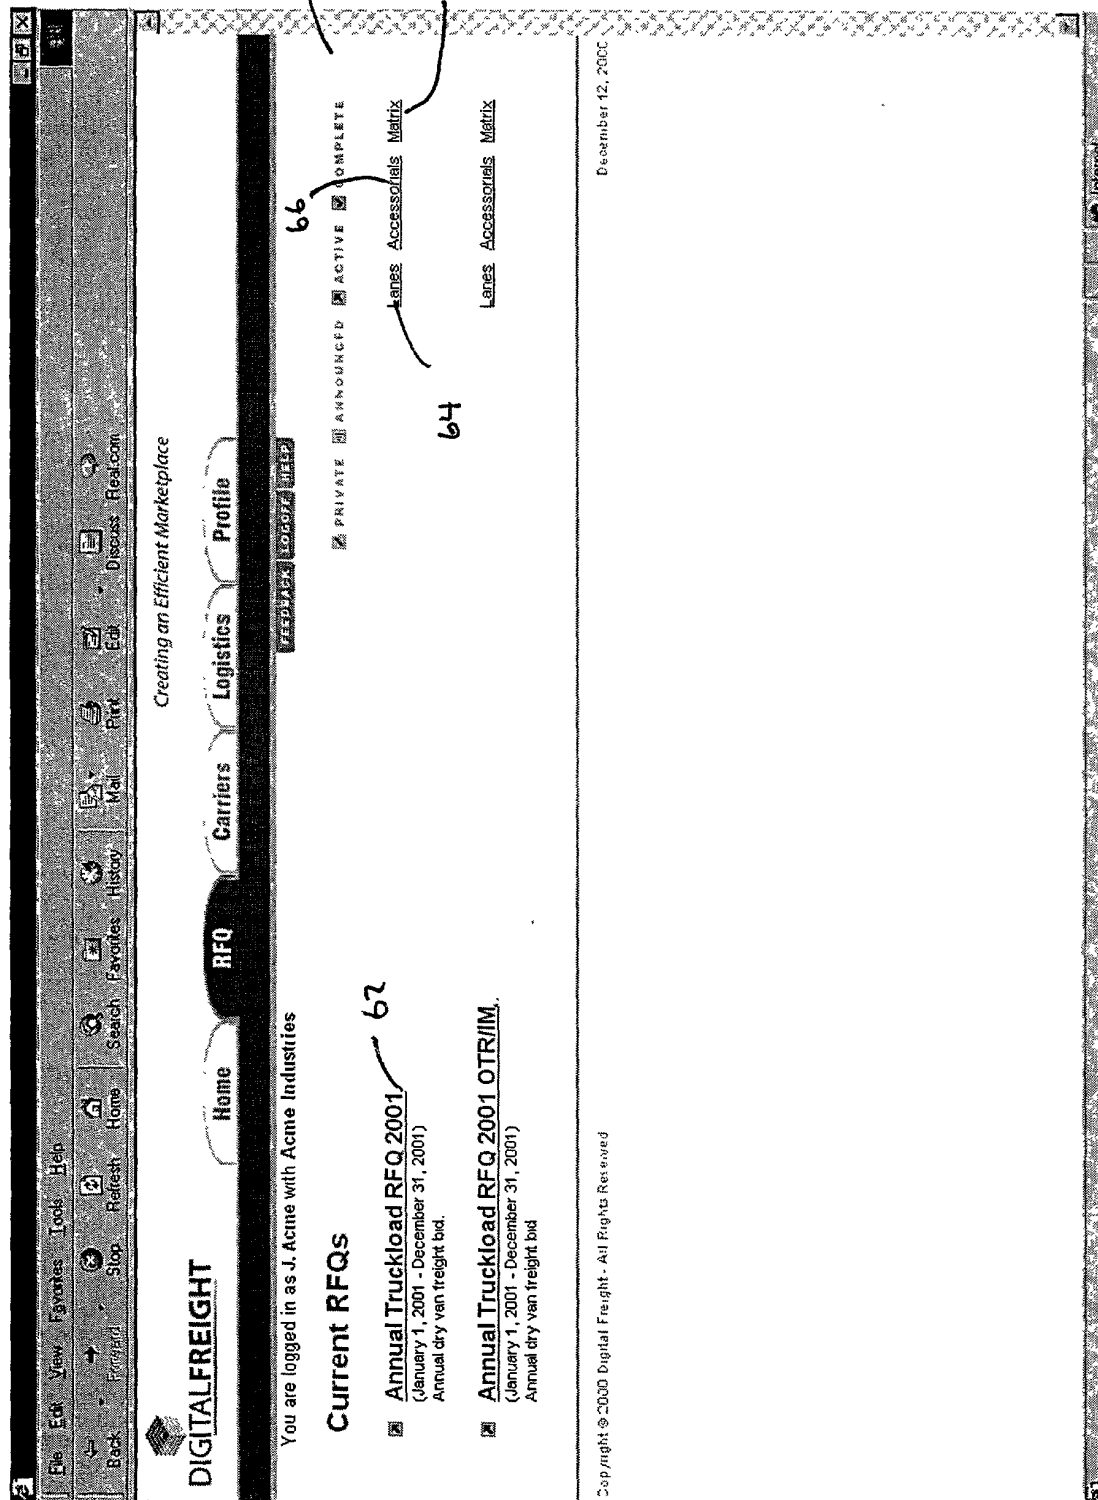 File Edit View Favorites Tools Help
Back Forward Stop Refresh Home Search Favorites History Mail Print Edit Discuss Real.com
DIGITALFREIGHT
Creating an Efficient Marketplace
Home RFQ Carriers Logistics Profile
FEEDBACK LOGOFF HELP
You are logged in as J. Acme with Acme Industries
66
Current RFQs
PRIVATE ANNOUNCED ACTIVE COMPLETE
62
Annual Truckload RFQ 2001 Lanes Accessorials Matrix
(January 1, 2001 - December 31, 2001)
Annual dry van freight bid.
64
Annual Truckload RFQ 2001 OTR/IM Lanes Accessorials Matrix
(January 1, 2001 - December 31, 2001)
Annual dry van freight bid
Copyright © 2000 Digital Freight - All Rights Reserved December 12, 2000
Internet